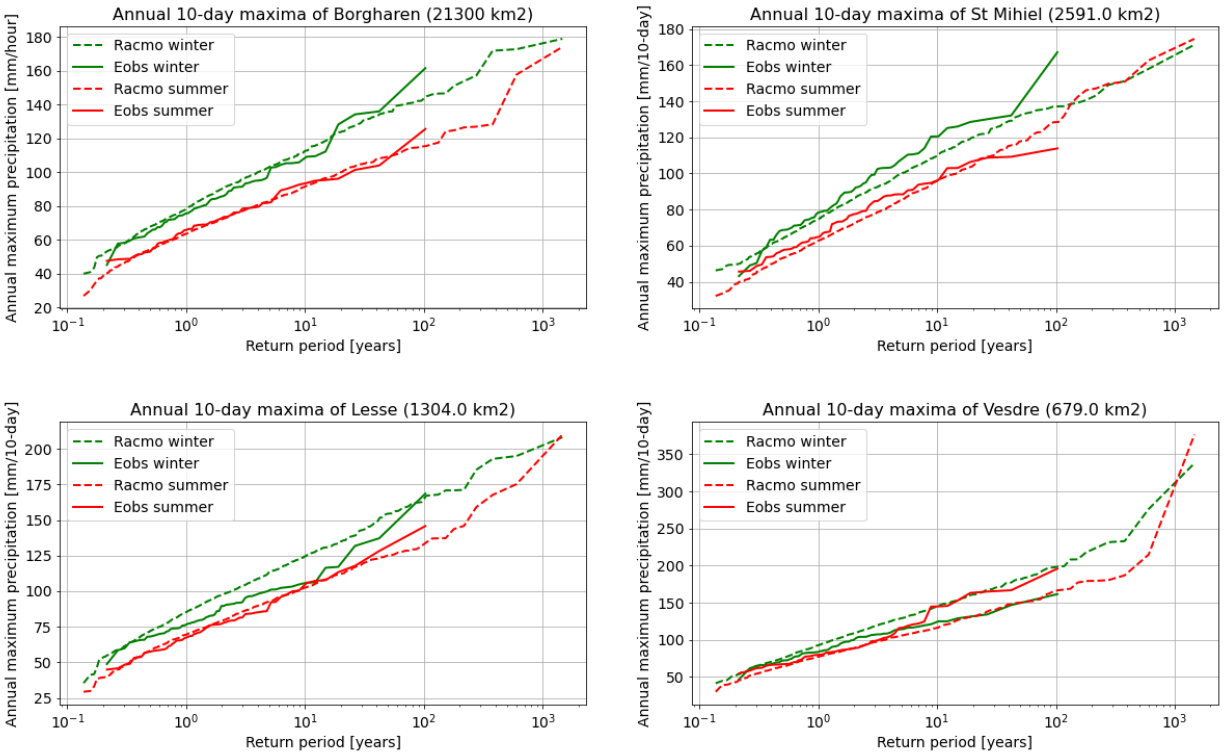 Annual 10-day maxima of Borgharen (21300 km2)
Annual maximum precipitation [mm/hour]
180
160
140
120
100
80
60
40
20
Racmo winter
Eobs winter
Racmo summer
Eobs summer
10⁻¹ 10⁰ 10¹ 10² 10³
Return period [years]
Annual 10-day maxima of St Mihiel (2591.0 km2)
Annual maximum precipitation [mm/10-day]
180
160
140
120
100
80
60
40
Racmo winter
Eobs winter
Racmo summer
Eobs summer
10⁻¹ 10⁰ 10¹ 10² 10³
Return period [years]
Annual 10-day maxima of Lesse (1304.0 km2)
Annual maximum precipitation [mm/10-day]
200
175
150
125
100
75
50
25
Racmo winter
Eobs winter
Racmo summer
Eobs summer
10⁻¹ 10⁰ 10¹ 10² 10³
Return period [years]
Annual 10-day maxima of Vesdre (679.0 km2)
Annual maximum precipitation [mm/10-day]
350
300
250
200
150
100
50
Racmo winter
Eobs winter
Racmo summer
Eobs summer
10⁻¹ 10⁰ 10¹ 10² 10³
Return period [years]